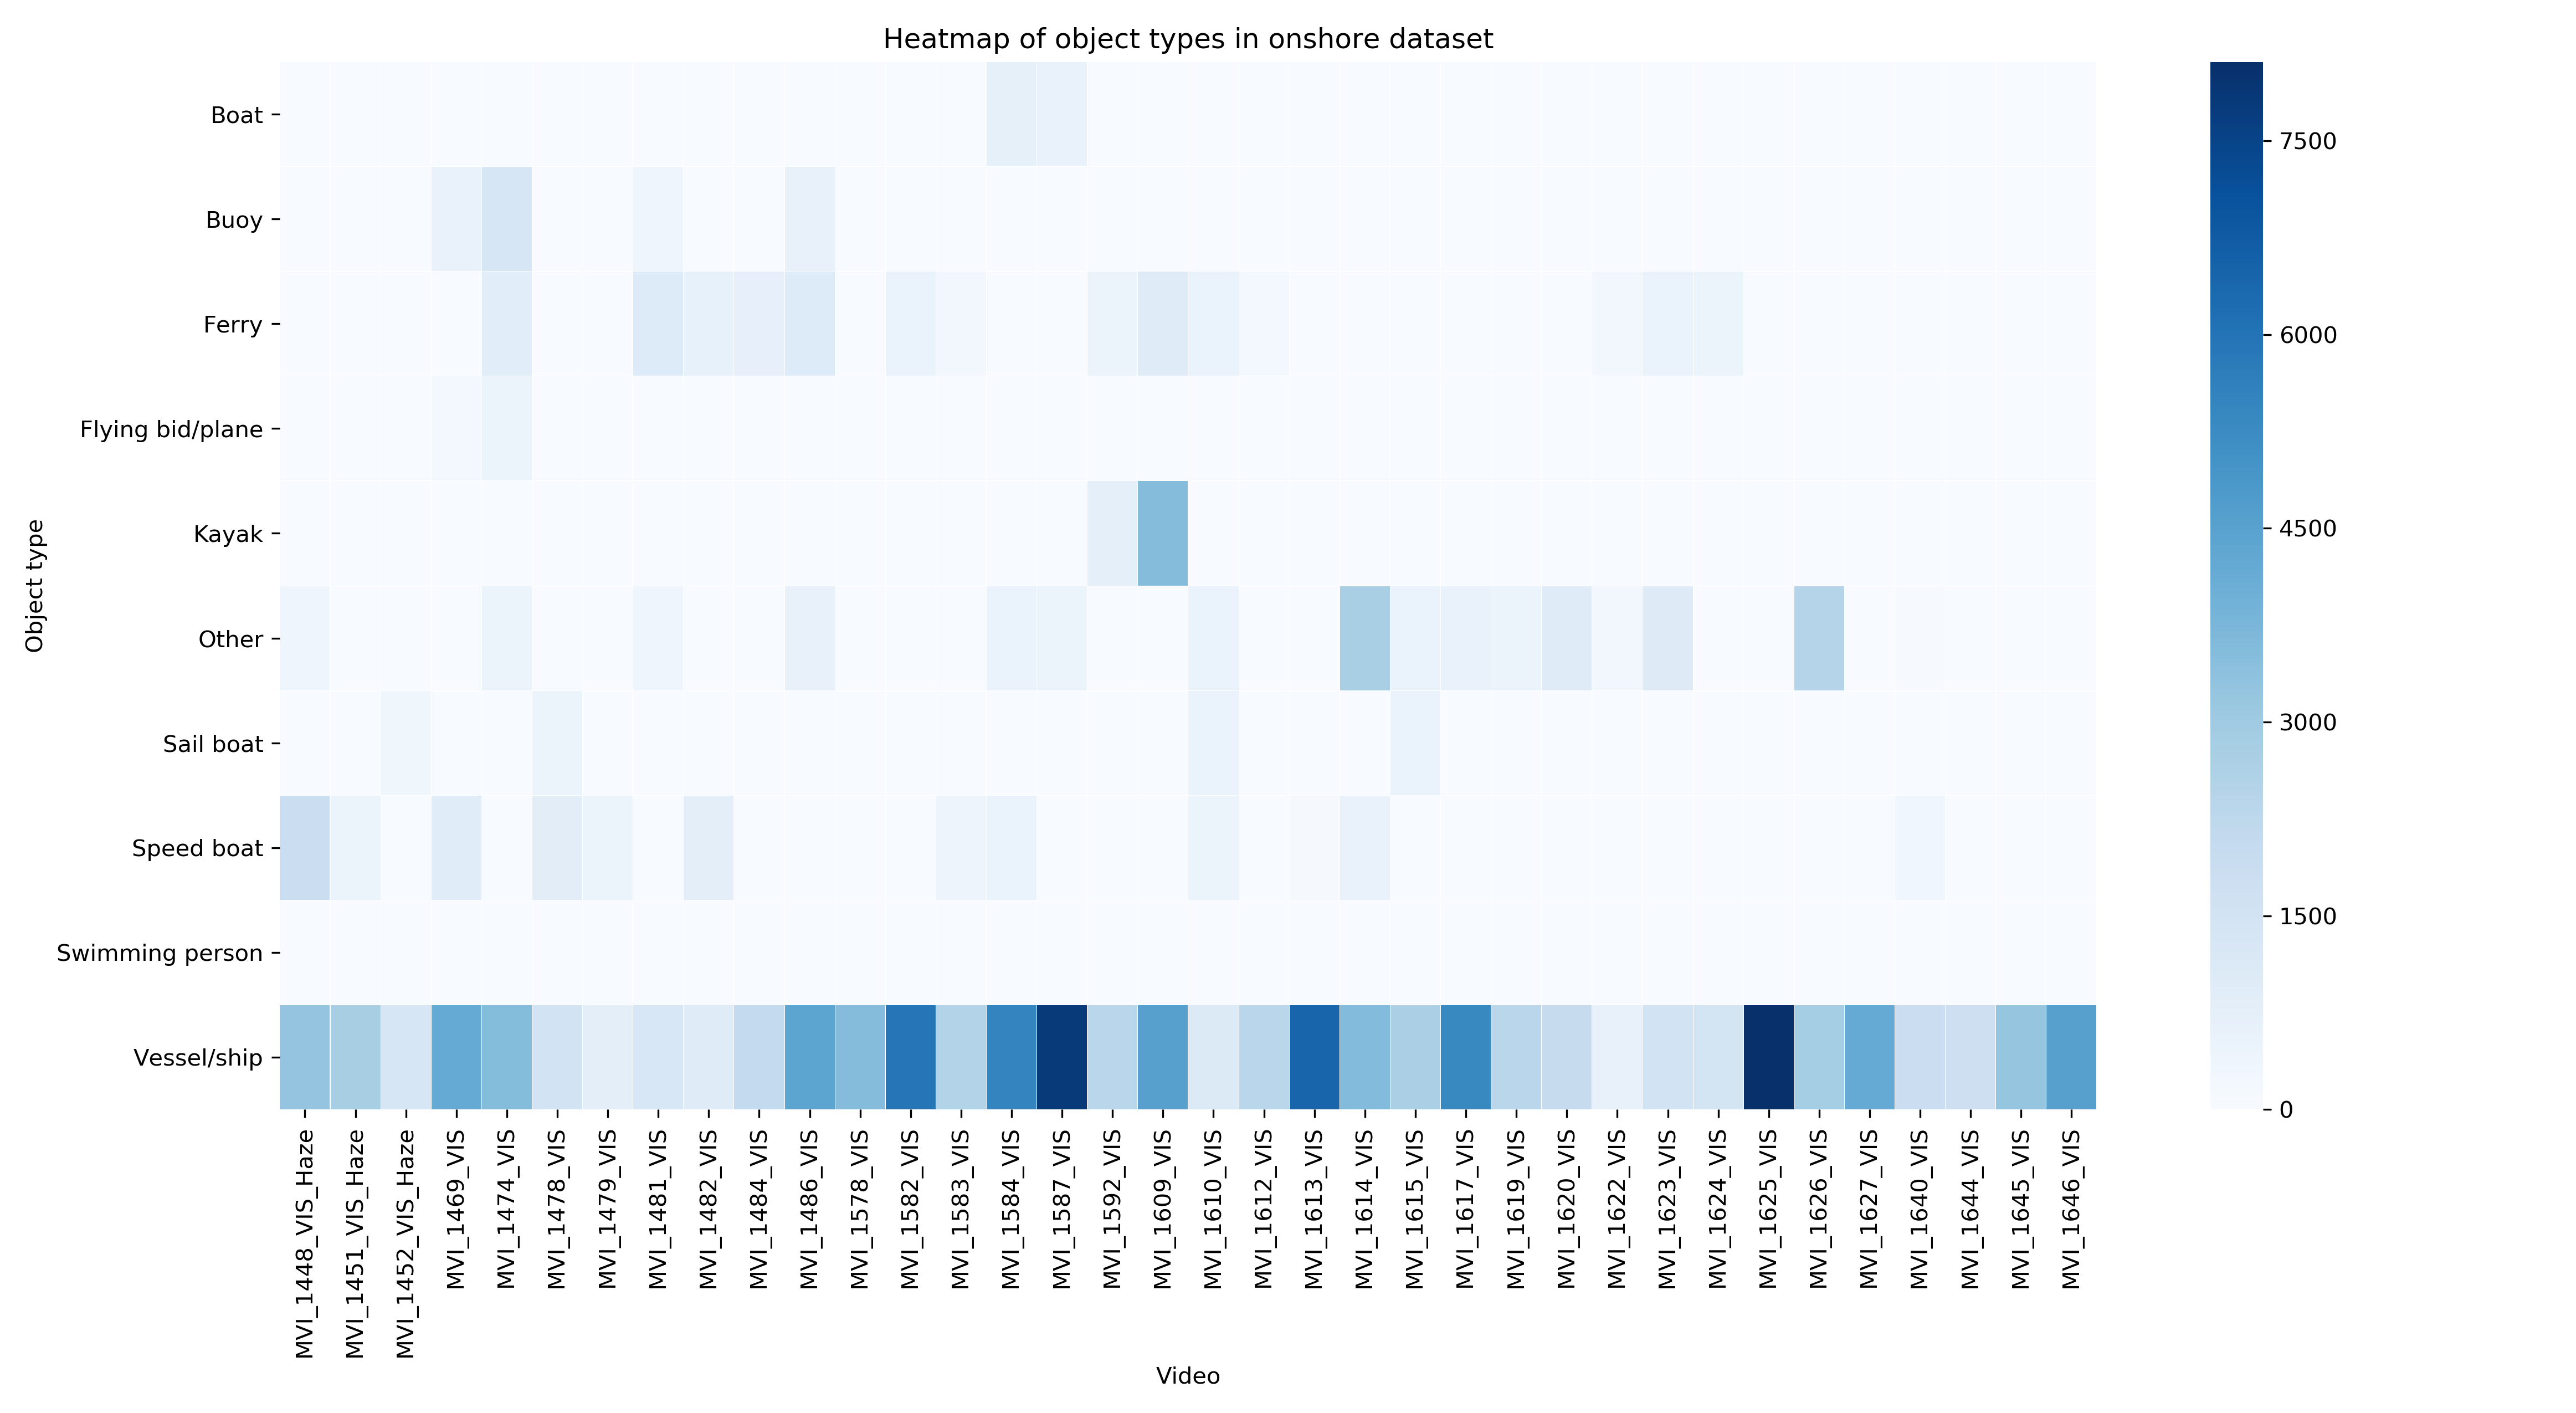 Heatmap of object types in onshore dataset
Object type
Boat
Buoy
Ferry
Flying bid/plane
Kayak
Other
Sail boat
Speed boat
Swimming person
Vessel/ship
7500
6000
4500
3000
1500
0
MVI_1448_VIS_Haze
MVI_1451_VIS_Haze
MVI_1452_VIS_Haze
MVI_1469_VIS
MVI_1474_VIS
MVI_1478_VIS
MVI_1479_VIS
MVI_1481_VIS
MVI_1482_VIS
MVI_1484_VIS
MVI_1486_VIS
MVI_1578_VIS
MVI_1582_VIS
MVI_1583_VIS
MVI_1584_VIS
MVI_1587_VIS
MVI_1592_VIS
MVI_1609_VIS
MVI_1610_VIS
MVI_1612_VIS
MVI_1613_VIS
MVI_1614_VIS
MVI_1615_VIS
MVI_1617_VIS
MVI_1619_VIS
MVI_1620_VIS
MVI_1622_VIS
MVI_1623_VIS
MVI_1624_VIS
MVI_1625_VIS
MVI_1626_VIS
MVI_1627_VIS
MVI_1640_VIS
MVI_1644_VIS
MVI_1645_VIS
MVI_1646_VIS
Video